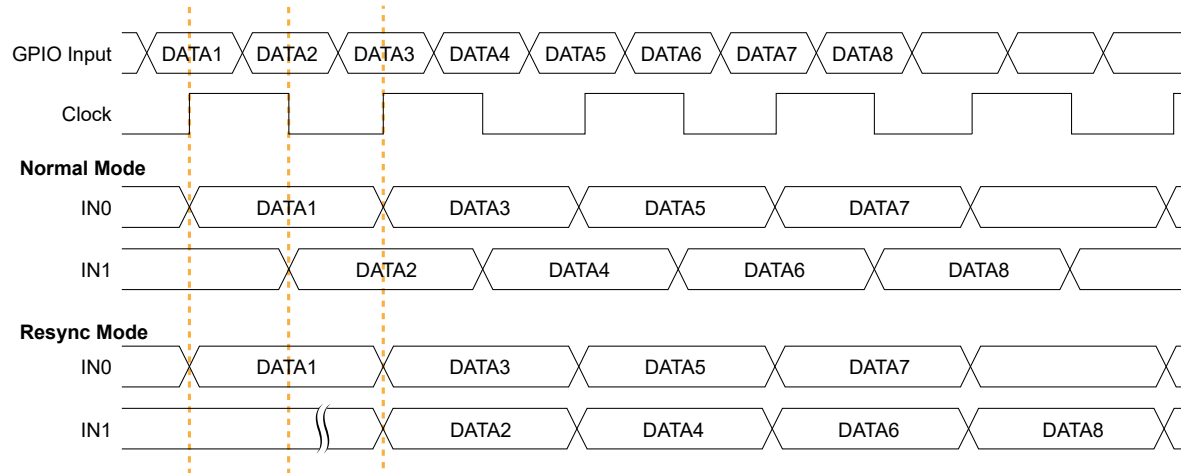 GPIO Input DATA1 DATA2 DATA3 DATA4 DATA5 DATA6 DATA7 DATA8
Clock
Normal Mode
IN0 DATA1 DATA3 DATA5 DATA7
IN1 DATA2 DATA4 DATA6 DATA8
Resync Mode
IN0 DATA1 DATA3 DATA5 DATA7
IN1 DATA2 DATA4 DATA6 DATA8